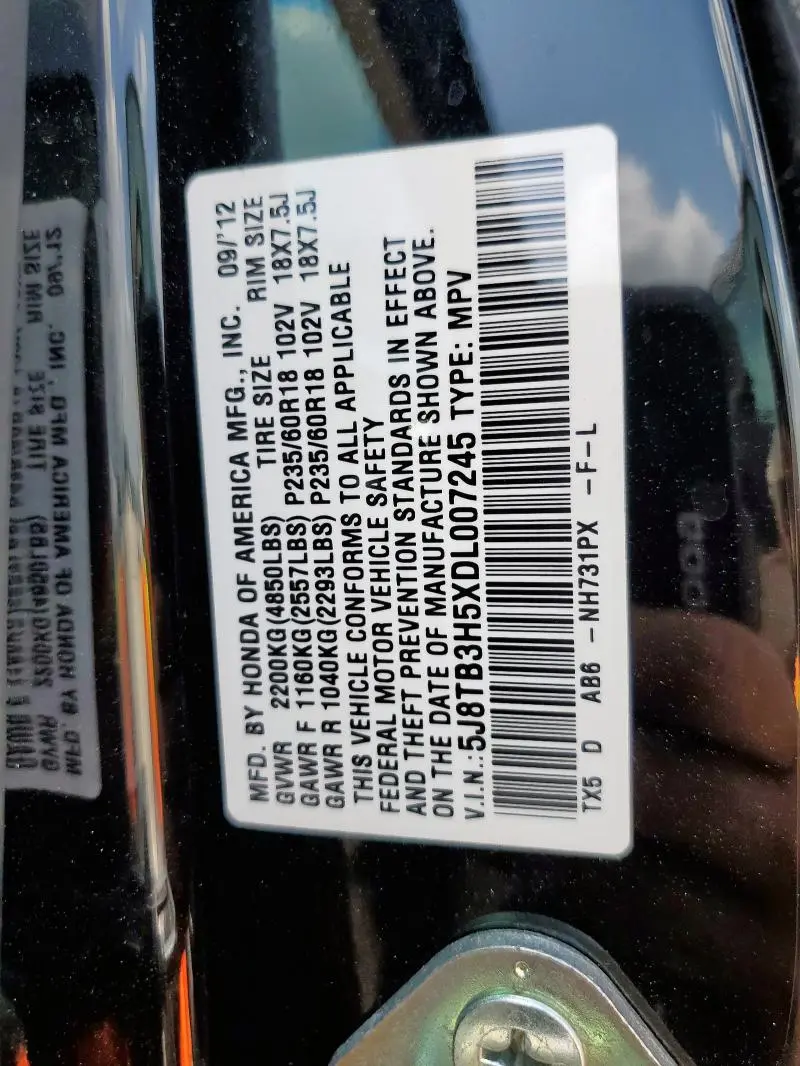 MFD. BY HONDA OF AMERICA MFG., INC. 09/'12
GVWR 2200KG(4850LBS) TIRE SIZE RIM SIZE
GAWR F 1160KG(2557LBS) P235/60R18 102V 18X7.5J
GAWR R 1040KG(2293LBS) P235/60R18 102V 18X7.5J
THIS VEHICLE CONFORMS TO ALL APPLICABLE
FEDERAL MOTOR VEHICLE SAFETY
AND THEFT PREVENTION STANDARDS IN EFFECT
ON THE DATE OF MANUFACTURE SHOWN ABOVE.
V.I.N.:5J8TB3H5XDL007245 TYPE: MPV
TX5 D AB6 -NH731PX -F-L